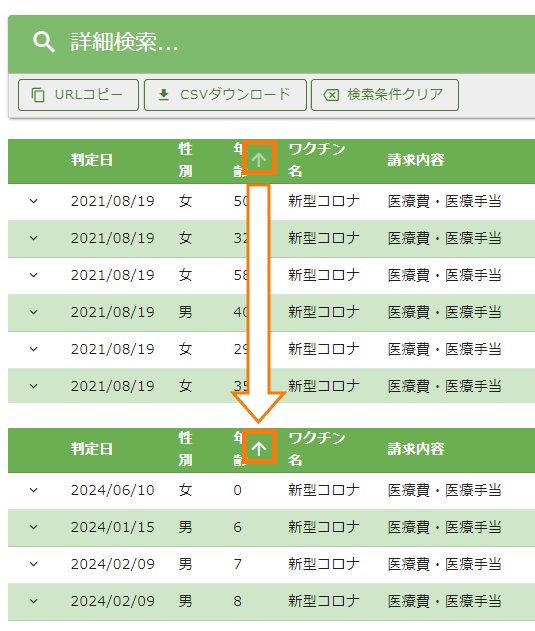 詳細検索...
URLコピー CSVダウンロード 検索条件クリア
判定日 性別 年齢 ワクチン名 請求内容
2021/08/19 女 50 新型コロナ 医療費・医療手当
2021/08/19 女 32 新型コロナ 医療費・医療手当
2021/08/19 女 58 新型コロナ 医療費・医療手当
2021/08/19 男 40 新型コロナ 医療費・医療手当
2021/08/19 女 29 新型コロナ 医療費・医療手当
2021/08/19 女 35 新型コロナ 医療費・医療手当
判定日 性別 年齢 ワクチン名 請求内容
2024/06/10 女 0 新型コロナ 医療費・医療手当
2024/01/15 男 6 新型コロナ 医療費・医療手当
2024/02/09 男 7 新型コロナ 医療費・医療手当
2024/02/09 男 8 新型コロナ 医療費・医療手当